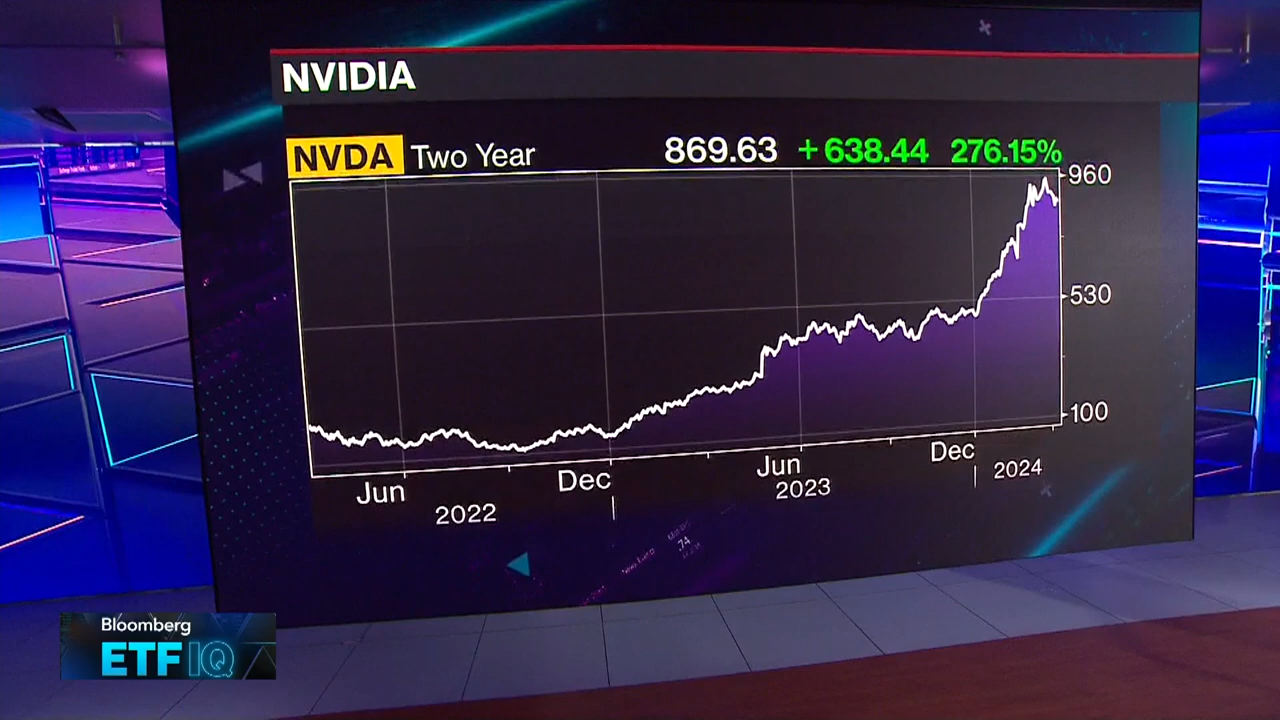 NVIDIA
NVDA Two Year 869.63 +638.44 276.15%
960
530
100
Jun Dec Jun Dec
2022 2023 2024
Bloomberg
ETF IQ